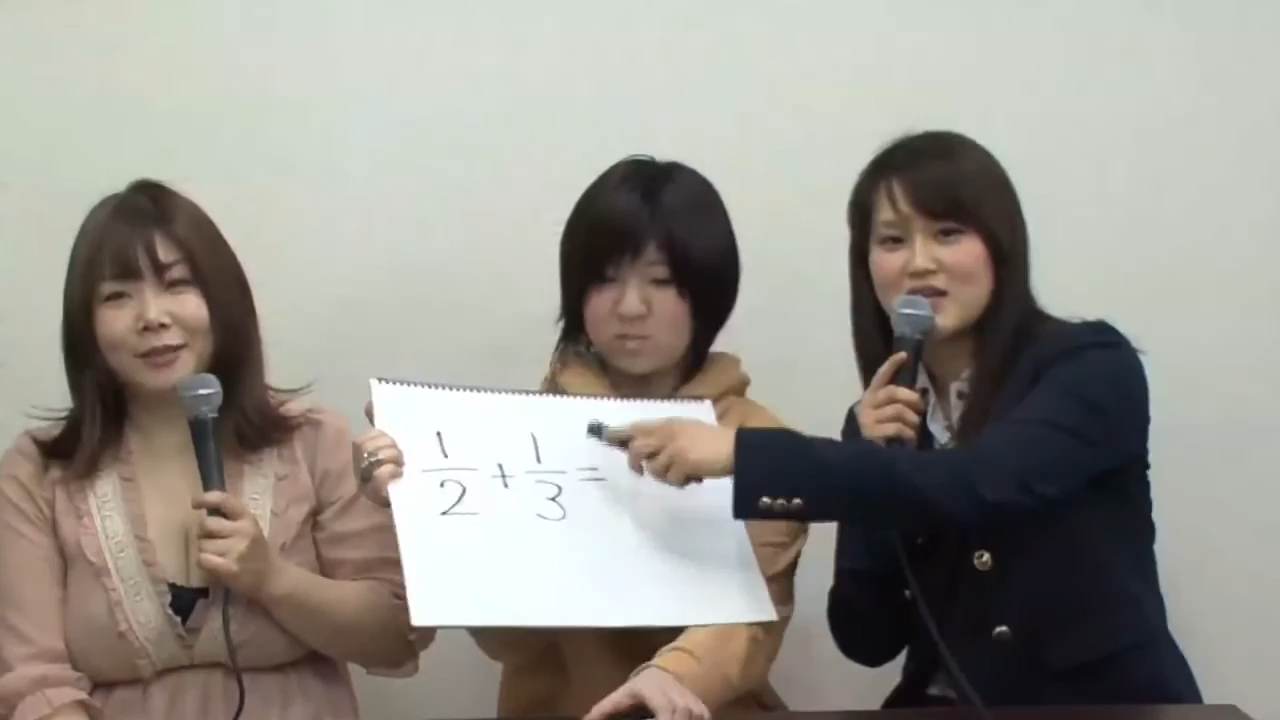 1/2 + 1/3 =